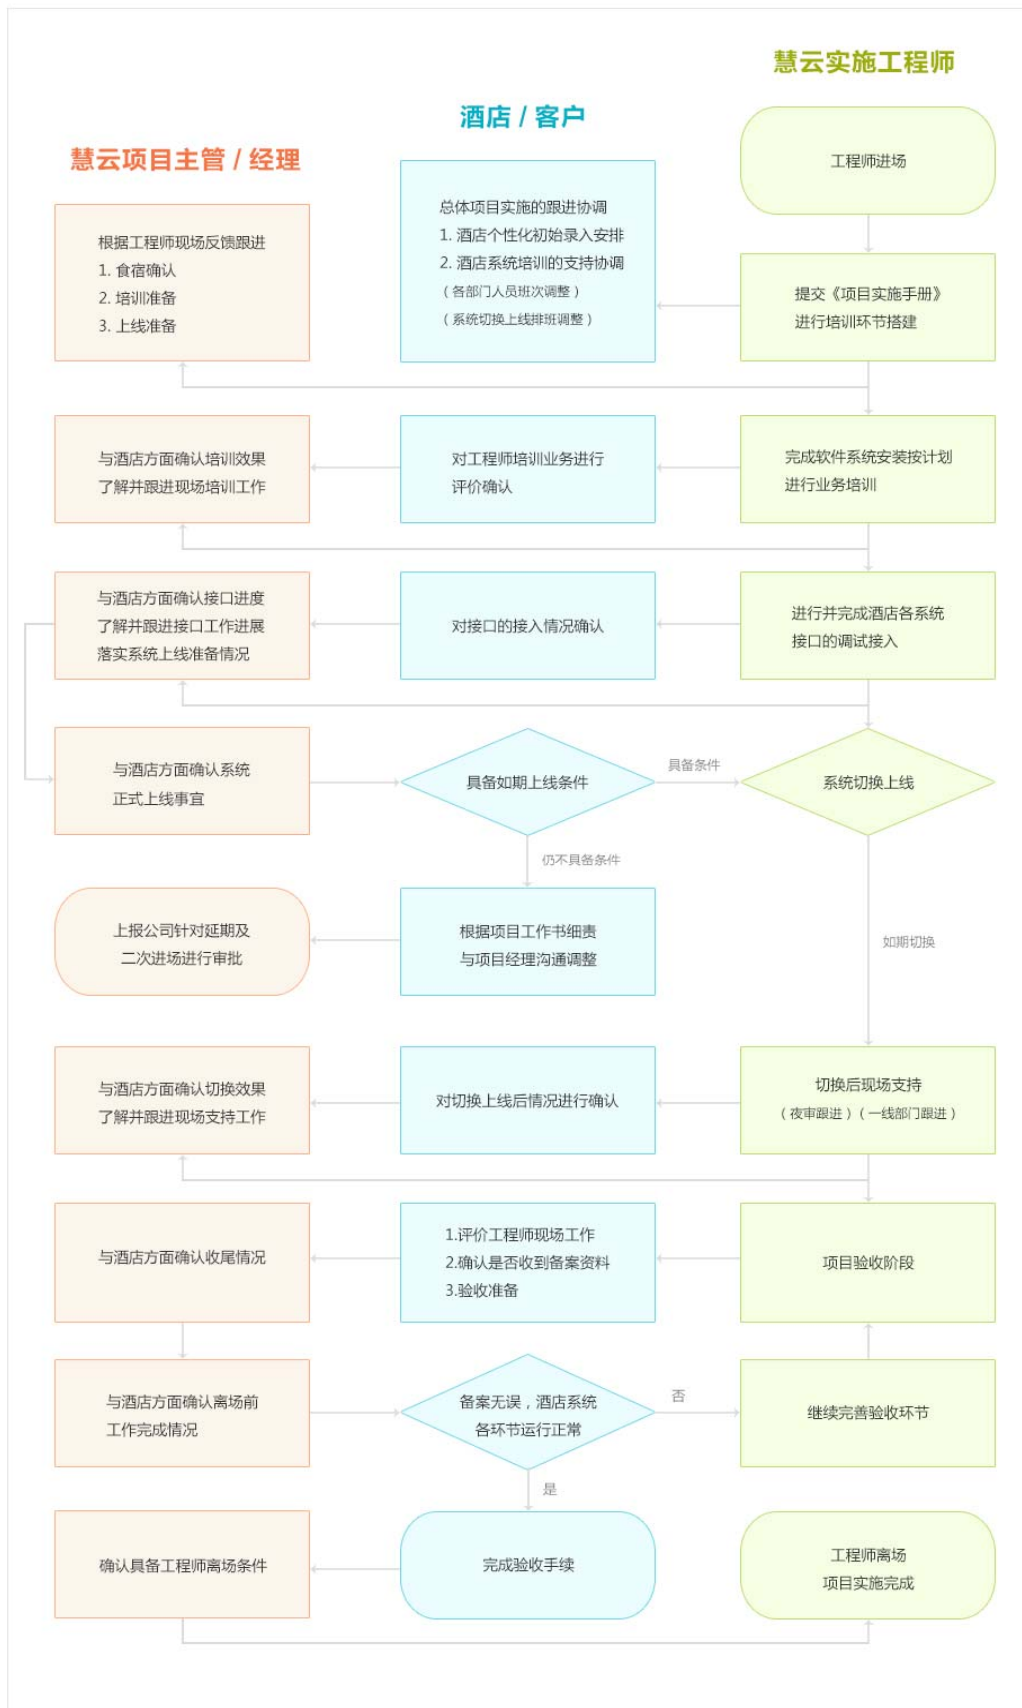 慧云实施工程师
酒店 / 客户
慧云项目主管 / 经理
工程师进场
总体项目实施的跟进协调
1. 酒店个性化初始录入安排
2. 酒店系统培训的支持协调
（各部门人员班次调整）
（系统切换上线排班调整）
根据工程师现场反馈跟进
1. 食宿确认
2. 培训准备
3. 上线准备
提交《项目实施手册》
进行培训环节搭建
与酒店方面确认培训效果
了解并跟进现场培训工作
对工程师培训业务进行
评价确认
完成软件系统安装按计划
进行业务培训
与酒店方面确认接口进度
了解并跟进接口工作进展
落实系统上线准备情况
对接口的接入情况确认
进行并完成酒店各系统
接口的调试接入
与酒店方面确认系统
正式上线事宜
具备如期上线条件
具备条件
系统切换上线
仍不具备条件
上报公司针对延期及
二次进场进行审批
根据项目工作书细责
与项目经理沟通调整
如期切换
与酒店方面确认切换效果
了解并跟进现场支持工作
对切换上线后情况进行确认
切换后现场支持
（夜审跟进）（一线部门跟进）
与酒店方面确认收尾情况
1.评价工程师现场工作
2.确认是否收到备案资料
3.验收准备
项目验收阶段
与酒店方面确认离场前
工作完成情况
备案无误，酒店系统
各环节运行正常
否
继续完善验收环节
是
确认具备工程师离场条件
完成验收手续
工程师离场
项目实施完成